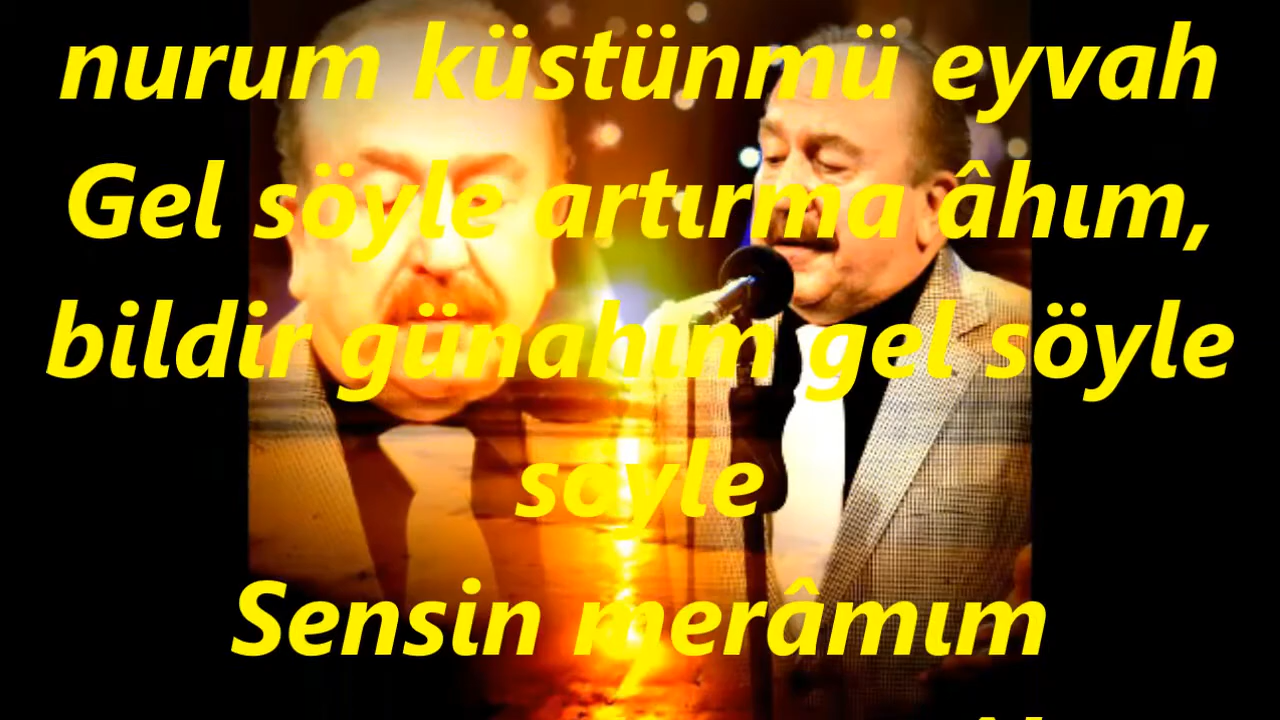 nurum küstünmü eyvah
Gel söyle artırma âhım,
bildir günahım gel söyle
söyle
Sensin merâmım